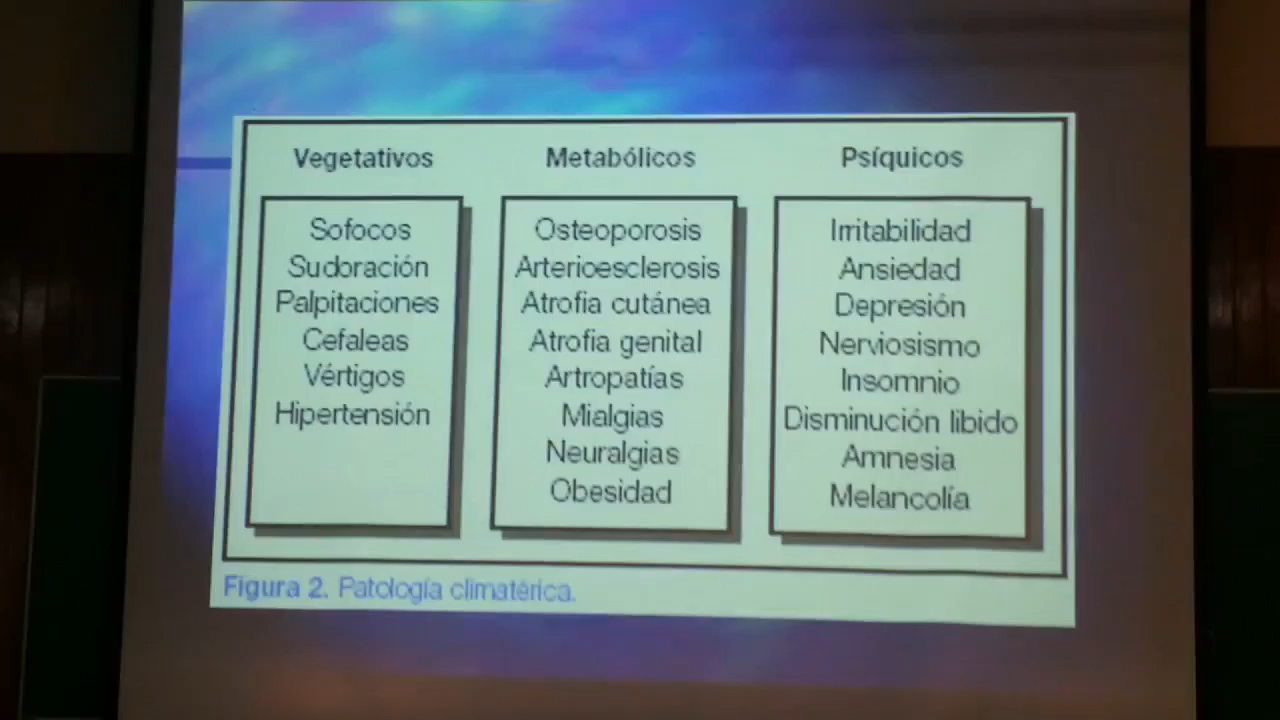 Vegetativos
Sofocos
Sudoración
Palpitaciones
Cefaleas
Vértigos
Hipertensión
Metabólicos
Osteoporosis
Arterioesclerosis
Atrofia cutánea
Atrofia genital
Artropatías
Mialgias
Neuralgias
Obesidad
Psíquicos
Irritabilidad
Ansiedad
Depresión
Nerviosismo
Insomnio
Disminución libido
Amnesia
Melancolía
Figura 2. Patología climatérica.